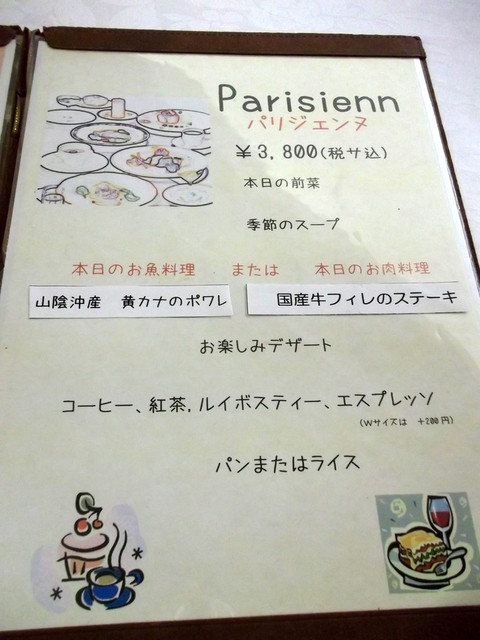 Parisienn
パリジェンヌ
￥3,800(税サ込)
本日の前菜
季節のスープ
本日のお魚料理 または 本日のお肉料理
山陰沖産 黄カナのポワレ 国産牛フィレのステーキ
お楽しみデザート
コーヒー、紅茶,ルイボスティー、エスプレッソ
(Wサイズは ＋200円)
パンまたはライス